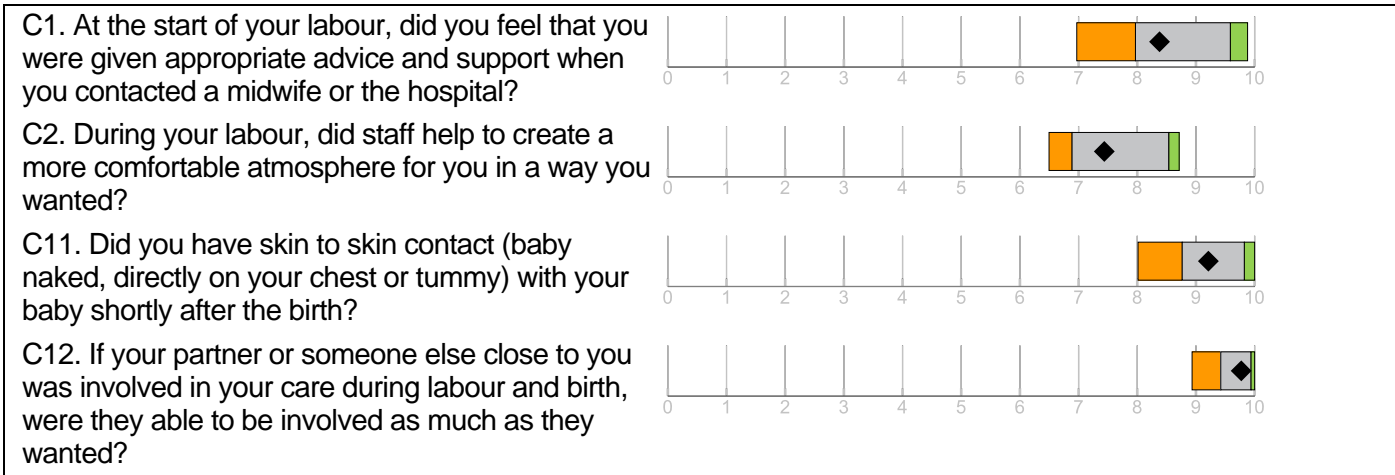 C1. At the start of your labour, did you feel that you
were given appropriate advice and support when
you contacted a midwife or the hospital?
0 1 2 3 4 5 6 7 8 9 10
C2. During your labour, did staff help to create a
more comfortable atmosphere for you in a way you
wanted?
0 1 2 3 4 5 6 7 8 9 10
C11. Did you have skin to skin contact (baby
naked, directly on your chest or tummy) with your
baby shortly after the birth?
0 1 2 3 4 5 6 7 8 9 10
C12. If your partner or someone else close to you
was involved in your care during labour and birth,
were they able to be involved as much as they
wanted?
0 1 2 3 4 5 6 7 8 9 10